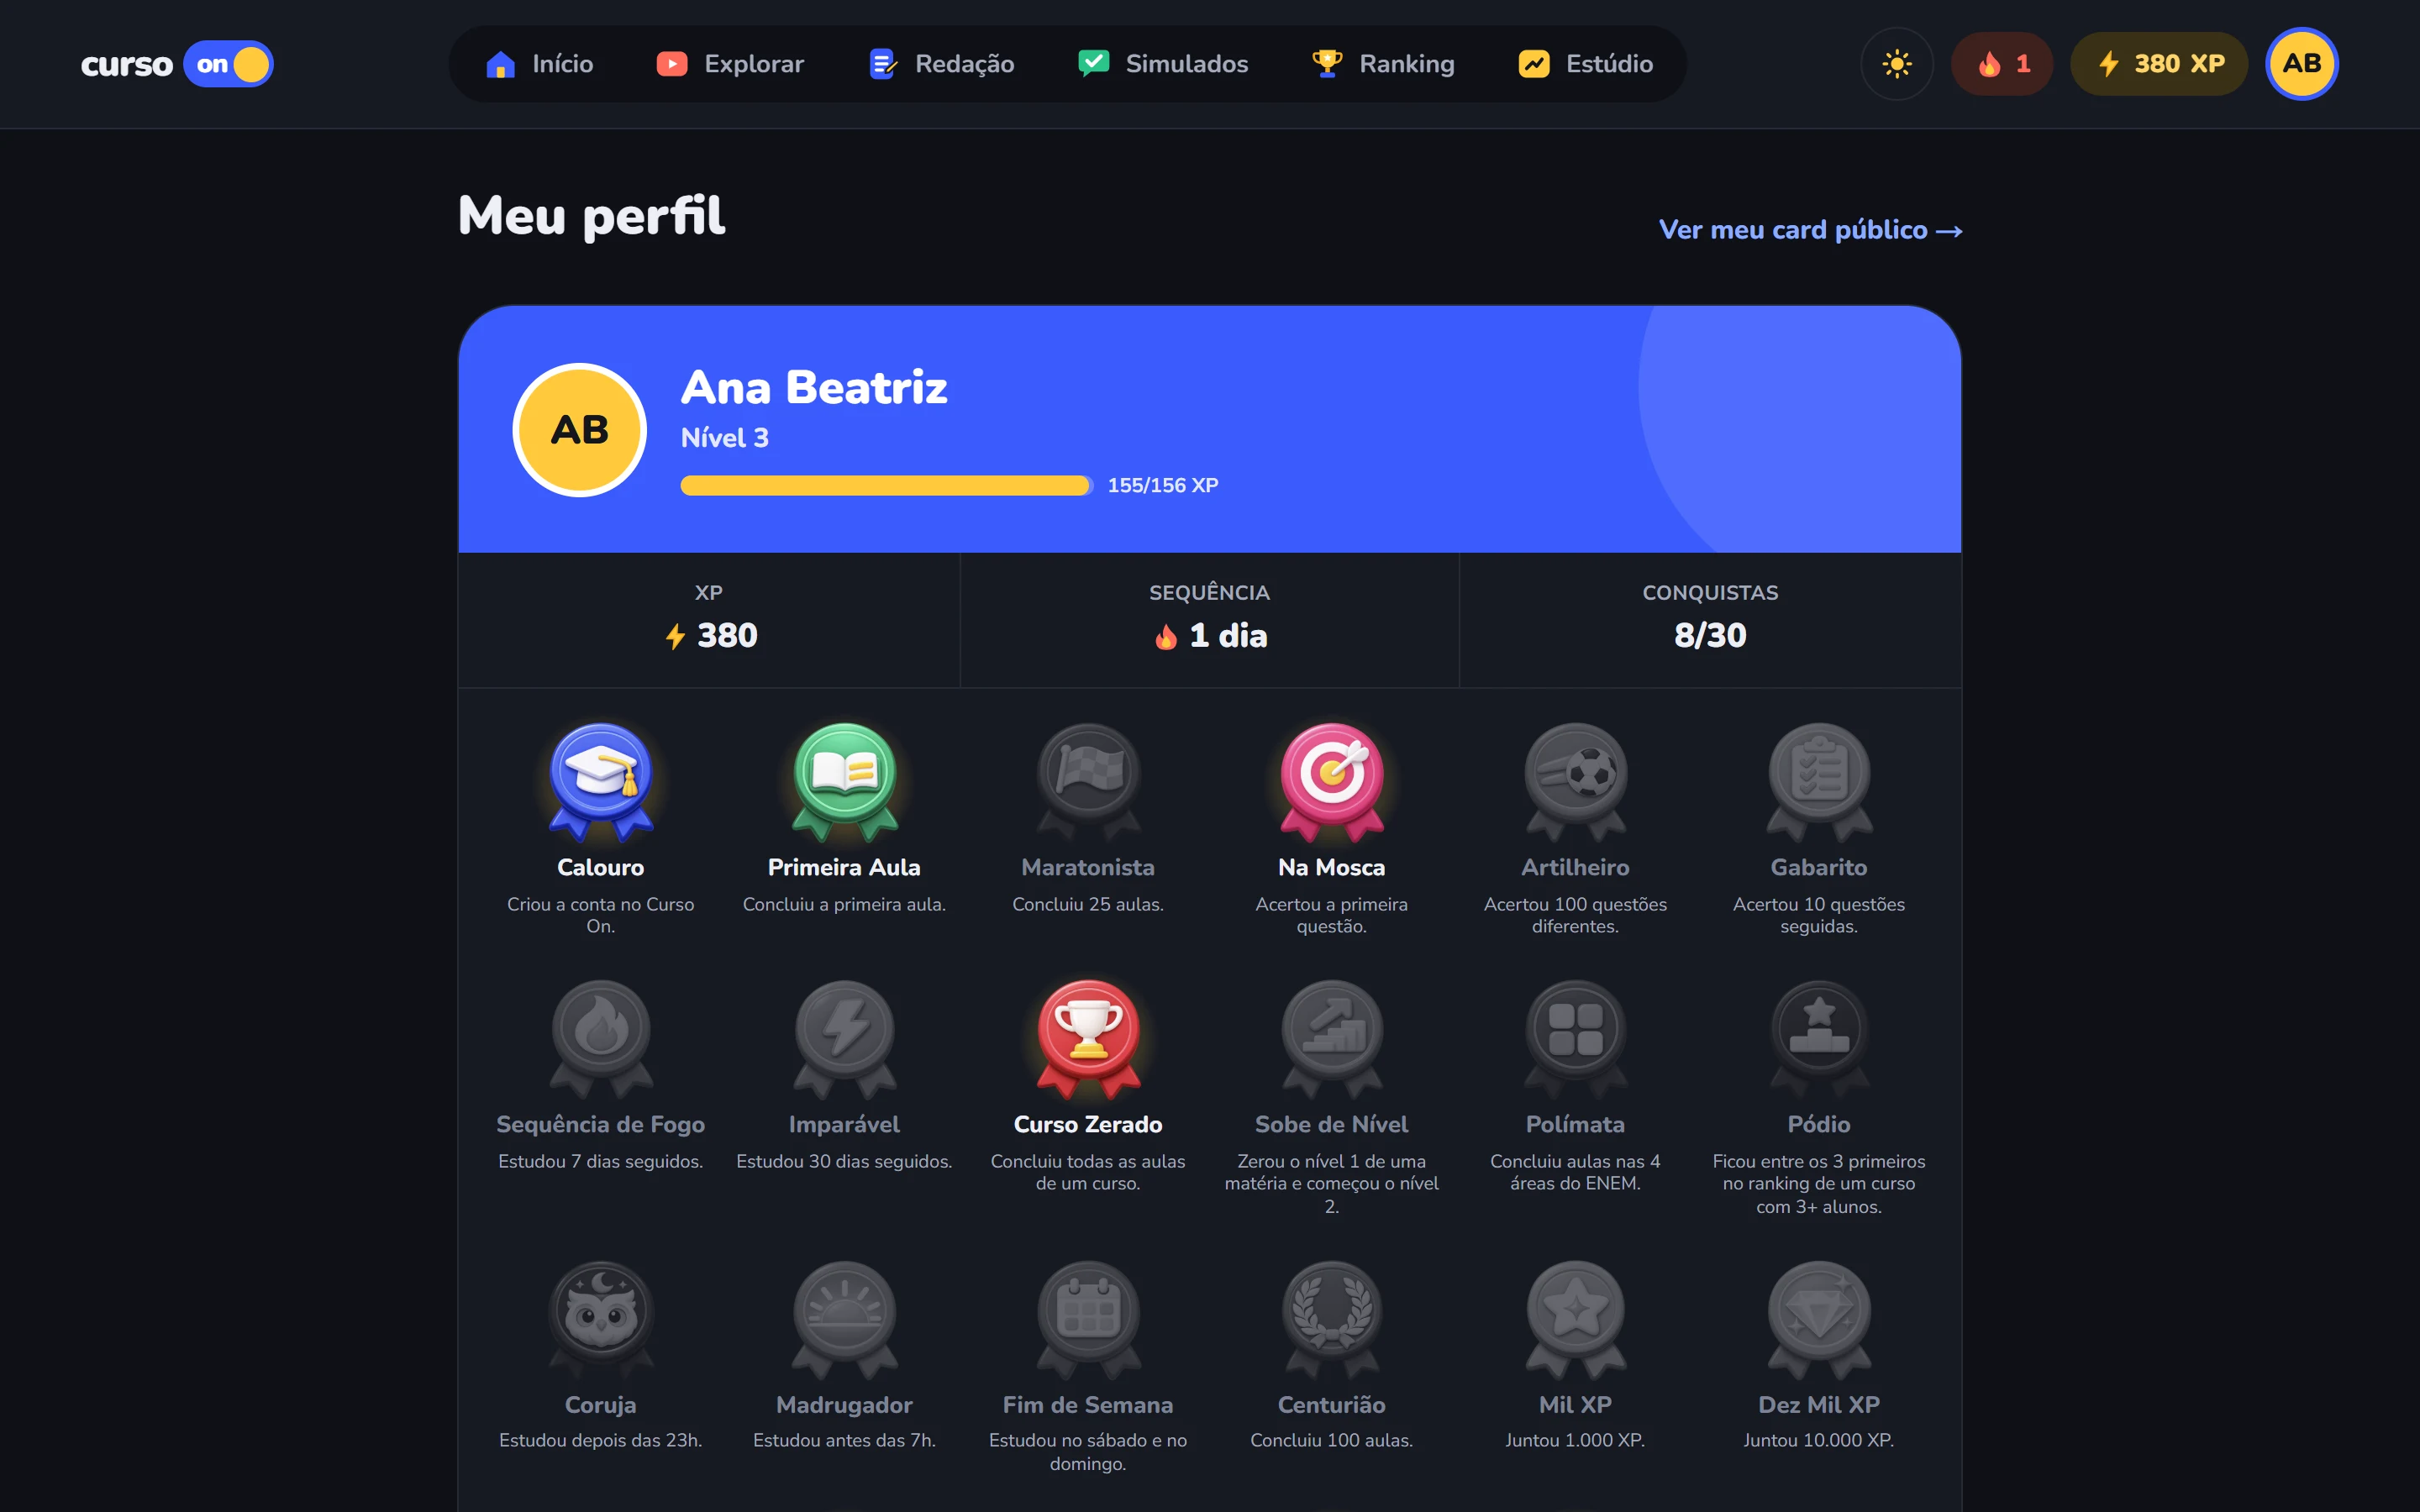 curso on
Início
Explorar
Redação
Simulados
Ranking
Estúdio
1
380 XP
AB
Meu perfil
Ver meu card público →
AB
Ana Beatriz
Nível 3
155/156 XP
XP
380
SEQUÊNCIA
1 dia
CONQUISTAS
8/30
Calouro
Criou a conta no Curso
On.
Primeira Aula
Concluiu a primeira aula.
Maratonista
Concluiu 25 aulas.
Na Mosca
Acertou a primeira
questão.
Artilheiro
Acertou 100 questões
diferentes.
Gabarito
Acertou 10 questões
seguidas.
Sequência de Fogo
Estudou 7 dias seguidos.
Imparável
Estudou 30 dias seguidos.
Curso Zerado
Concluiu todas as aulas
de um curso.
Sobe de Nível
Zerou o nível 1 de uma
matéria e começou o nível
2.
Polímata
Concluiu aulas nas 4
áreas do ENEM.
Pódio
Ficou entre os 3 primeiros
no ranking de um curso
com 3+ alunos.
Coruja
Estudou depois das 23h.
Madrugador
Estudou antes das 7h.
Fim de Semana
Estudou no sábado e no
domingo.
Centurião
Concluiu 100 aulas.
Mil XP
Juntou 1.000 XP.
Dez Mil XP
Juntou 10.000 XP.